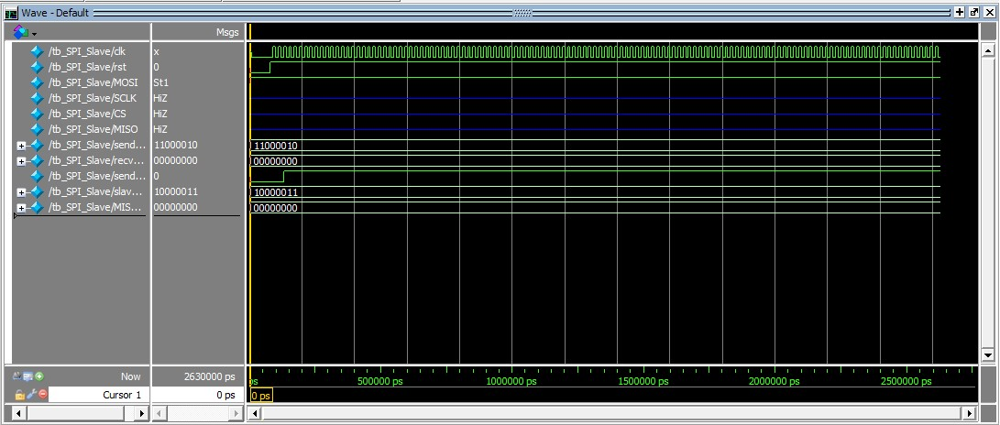 Wave - Default
Msgs
/tb_SPI_Slave/clk x
/tb_SPI_Slave/rst 0
/tb_SPI_Slave/MOSI St1
/tb_SPI_Slave/SCLK HiZ
/tb_SPI_Slave/CS HiZ
/tb_SPI_Slave/MISO HiZ
/tb_SPI_Slave/send... 11000010 11000010
/tb_SPI_Slave/recv... 00000000 00000000
/tb_SPI_Slave/send... 0
/tb_SPI_Slave/slav... 10000011 10000011
/tb_SPI_Slave/MIS... 00000000 00000000
Now 2630000 ps ps 500000 ps 1000000 ps 1500000 ps 2000000 ps 2500000 ps
Cursor 1 0 ps 0 ps